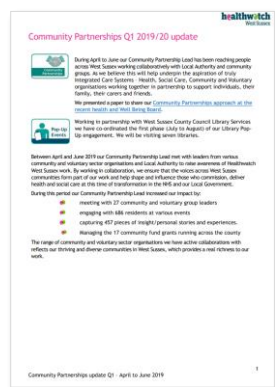 healthwatch
West Sussex
Community Partnerships Q1 2019/20 update
Community
Partnerships
During April to June our Community Partnership Lead has been reaching people
across West Sussex working collaboratively with Local Authority and community
groups. As we believe this will help underpin the aspiration of truly
Integrated Care Systems - Health, Social Care, Community and Voluntary
organisations working together in partnership to support individuals, their
family, their carers and friends.
We presented a paper to share our Community Partnerships approach at the
recent Health and Well Being Board.
Pop Up
Events
Working in partnership with West Sussex County Council Library Services
we have co-ordinated the first phase (July to August) of our Library Pop-
Up engagement. We will be visiting seven libraries.
Between April and June 2019 our Community Partnership Lead met with leaders from various
community and voluntary sector organisations and Local Authority to raise awareness of Healthwatch
West Sussex work. By working in collaboration, we ensure that the voices across West Sussex
communities form part of our work and help shape and influence those who commission, deliver
health and social care at this time of transformation in the NHS and our Local Government.
During this period our Community Partnership Lead increased our impact by:
meeting with 27 community and voluntary group leaders
engaging with 686 residents at various events
capturing 457 pieces of insight/personal stories and experiences.
Managing the 17 community fund grants running across the county
The range of community and voluntary sector organisations we have active collaborations with
reflects our thriving and diverse communities in West Sussex, which provides a real richness to our
work.
1
Community Partnerships update Q1 - April to June 2019